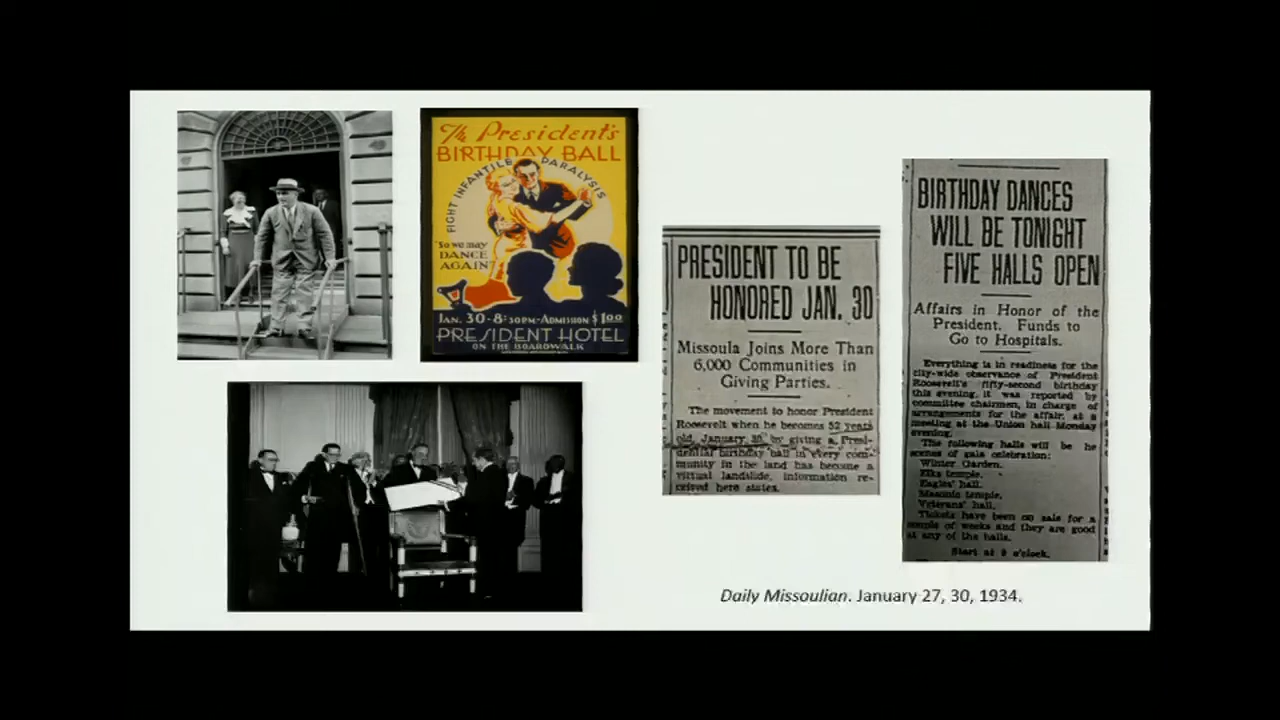 The President's
BIRTHDAY BALL
FIGHT INFANTILE PARALYSIS
"So we may
DANCE
AGAIN"
JAN. 30-8:30 P.M-ADMISSION $1.00
PRESIDENT HOTEL
ON THE BOARDWALK
PRESIDENT TO BE
HONORED JAN. 30
Missoula Joins More Than
6,000 Communities in
Giving Parties.
The movement to honor President
Roosevelt when he becomes 52 years
old, January 30, by giving a Presi-
dential birthday ball in every com-
munity in the land has become a
virtual landslide, information re-
ceived here states.
BIRTHDAY DANCES
WILL BE TONIGHT
FIVE HALLS OPEN
Affairs in Honor of the
President. Funds to
Go to Hospitals.
Everything is in readiness for the
city-wide observance of President
Roosevelt's fifty-second birthday
this evening, it was reported by
committee chairmen, in charge of
arrangements for the affair, at a
meeting at the Union hall Monday
evening.
The following halls will be he
scenes of gala celebration:
Winter Garden.
Elks temple.
Eagles' hall.
Masonic temple.
Veterans' hall.
Tickets have been on sale for a
couple of weeks and they are good
at any of the halls.
Start at 9 o'clock.
Daily Missoulian. January 27, 30, 1934.